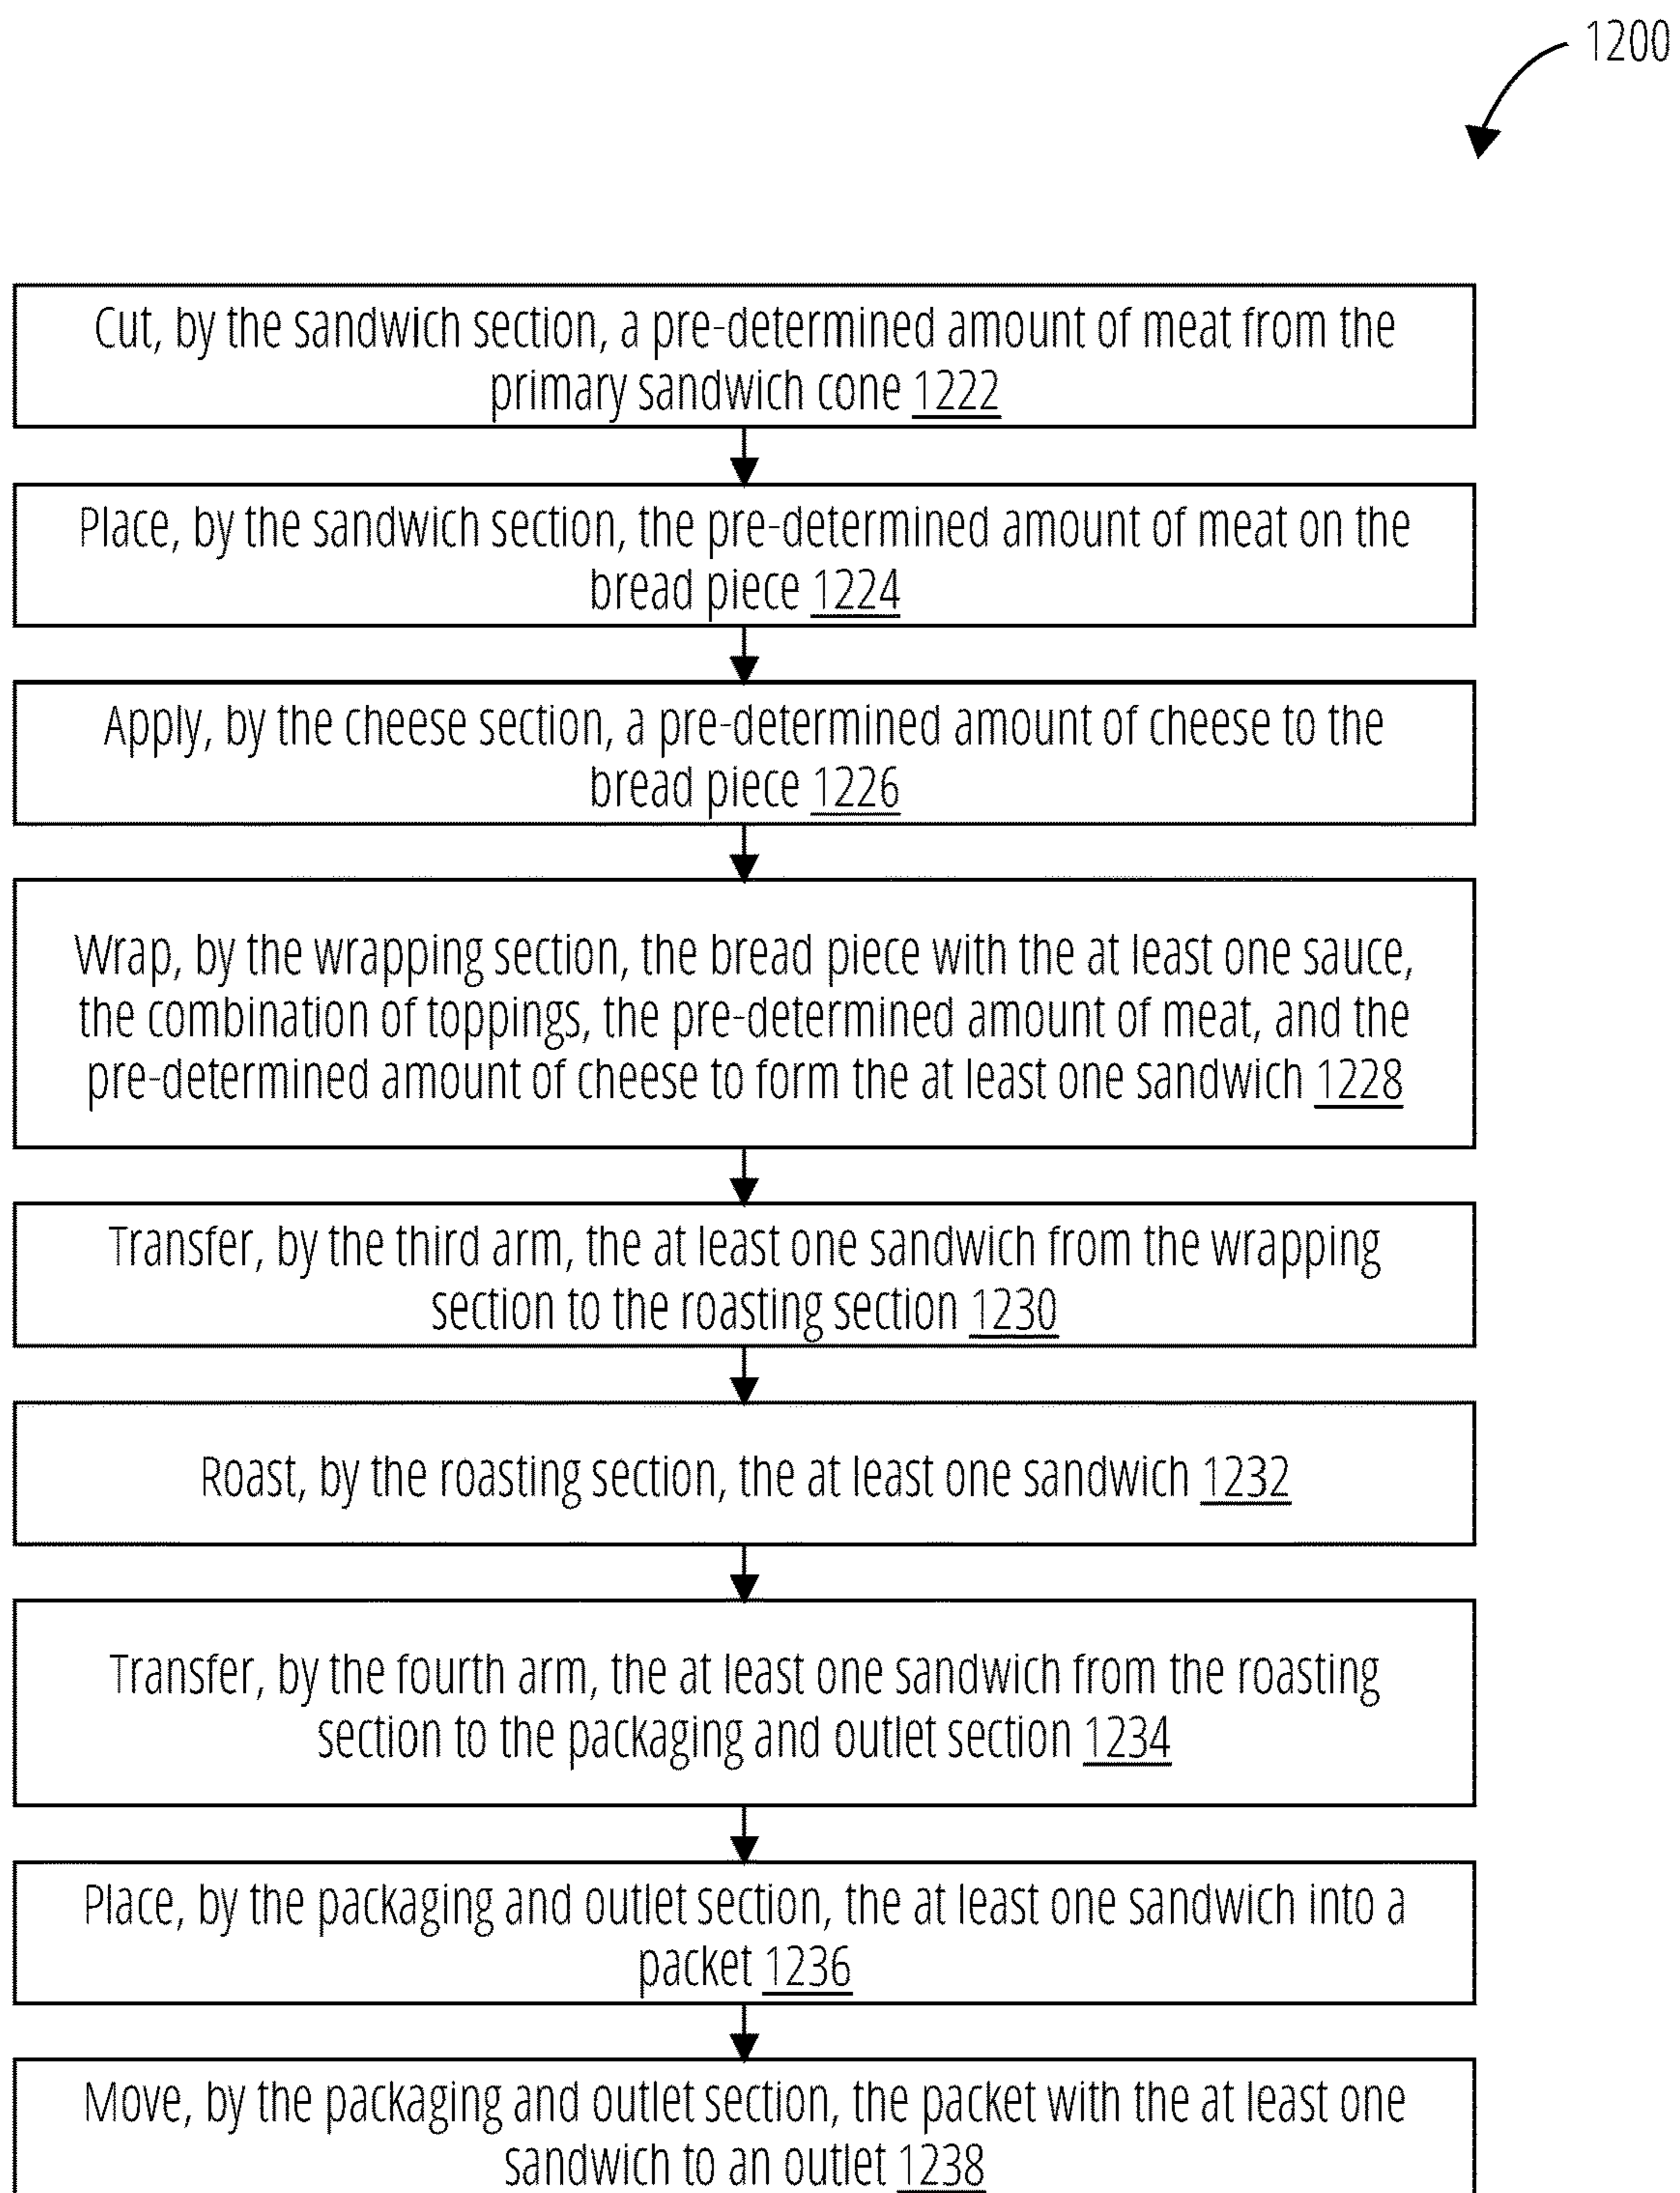 1200
Cut, by the sandwich section, a pre-determined amount of meat from the
primary sandwich cone 1222
Place, by the sandwich section, the pre-determined amount of meat on the
bread piece 1224
Apply, by the cheese section, a pre-determined amount of cheese to the
bread piece 1226
Wrap, by the wrapping section, the bread piece with the at least one sauce,
the combination of toppings, the pre-determined amount of meat, and the
pre-determined amount of cheese to form the at least one sandwich 1228
Transfer, by the third arm, the at least one sandwich from the wrapping
section to the roasting section 1230
Roast, by the roasting section, the at least one sandwich 1232
Transfer, by the fourth arm, the at least one sandwich from the roasting
section to the packaging and outlet section 1234
Place, by the packaging and outlet section, the at least one sandwich into a
packet 1236
Move, by the packaging and outlet section, the packet with the at least one
sandwich to an outlet 1238